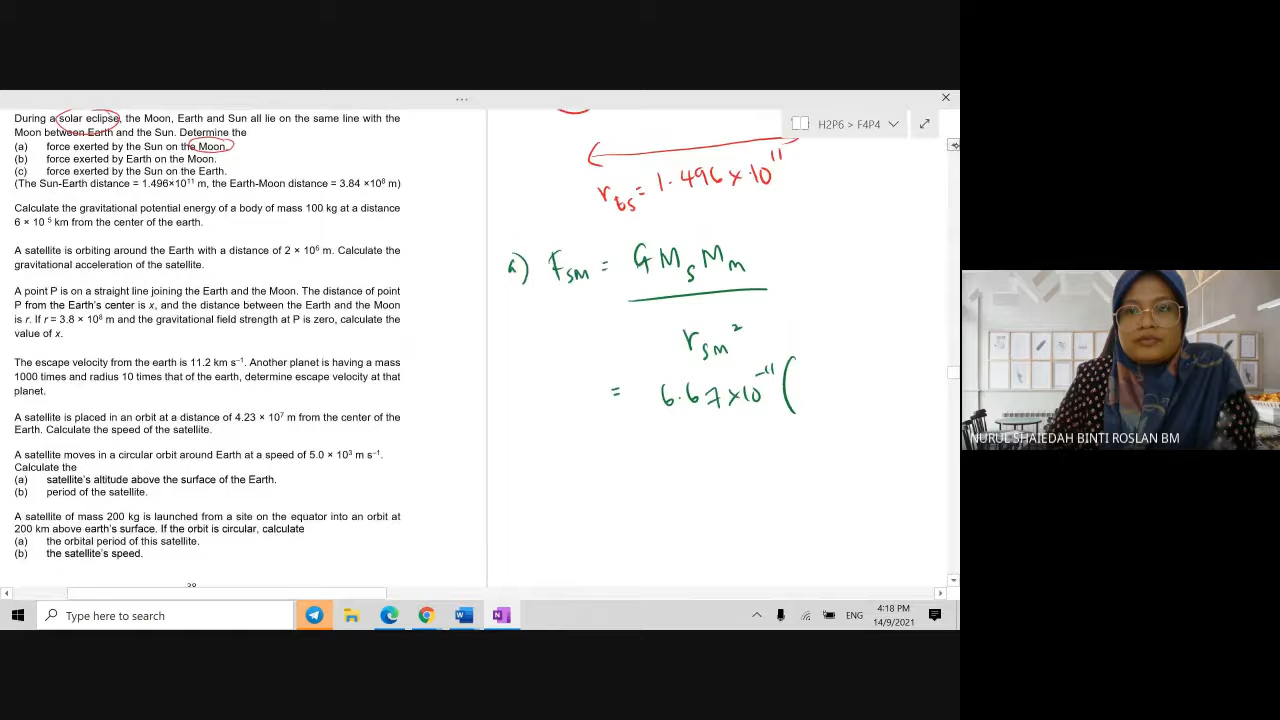 During a solar eclipse, the Moon, Earth and Sun all lie on the same line with the
Moon between Earth and the Sun. Determine the
(a) force exerted by the Sun on the Moon.
(b) force exerted by Earth on the Moon.
(c) force exerted by the Sun on the Earth.
(The Sun-Earth distance = 1.496×10¹¹ m, the Earth-Moon distance = 3.84 ×10⁸ m)
Calculate the gravitational potential energy of a body of mass 100 kg at a distance
6 × 10 ⁵ km from the center of the earth.
A satellite is orbiting around the Earth with a distance of 2 × 10⁶ m. Calculate the
gravitational acceleration of the satellite.
A point P is on a straight line joining the Earth and the Moon. The distance of point
P from the Earth's center is x, and the distance between the Earth and the Moon
is r. If r = 3.8 × 10⁸ m and the gravitational field strength at P is zero, calculate the
value of x.
The escape velocity from the earth is 11.2 km s⁻¹. Another planet is having a mass
1000 times and radius 10 times that of the earth, determine escape velocity at that
planet.
A satellite is placed in an orbit at a distance of 4.23 × 10⁷ m from the center of the
Earth. Calculate the speed of the satellite.
A satellite moves in a circular orbit around Earth at a speed of 5.0 × 10³ m s⁻¹.
Calculate the
(a) satellite's altitude above the surface of the Earth.
(b) period of the satellite.
A satellite of mass 200 kg is launched from a site on the equator into an orbit at
200 km above earth's surface. If the orbit is circular, calculate
(a) the orbital period of this satellite.
(b) the satellite's speed.
H2P6 > F4P4
= 1.496 × 10¹¹
a) F_SM = G M_S M_m
r_SM²
= 6.67 × 10⁻¹¹ (
NURUL SHAIEDAH BINTI ROSLAN BM
Type here to search
ENG
4:18 PM
14/9/2021